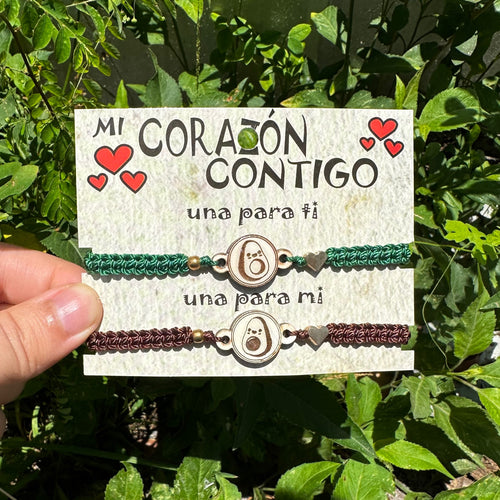 MI CORAZÓN
CONTIGO
una para ti
una para mi